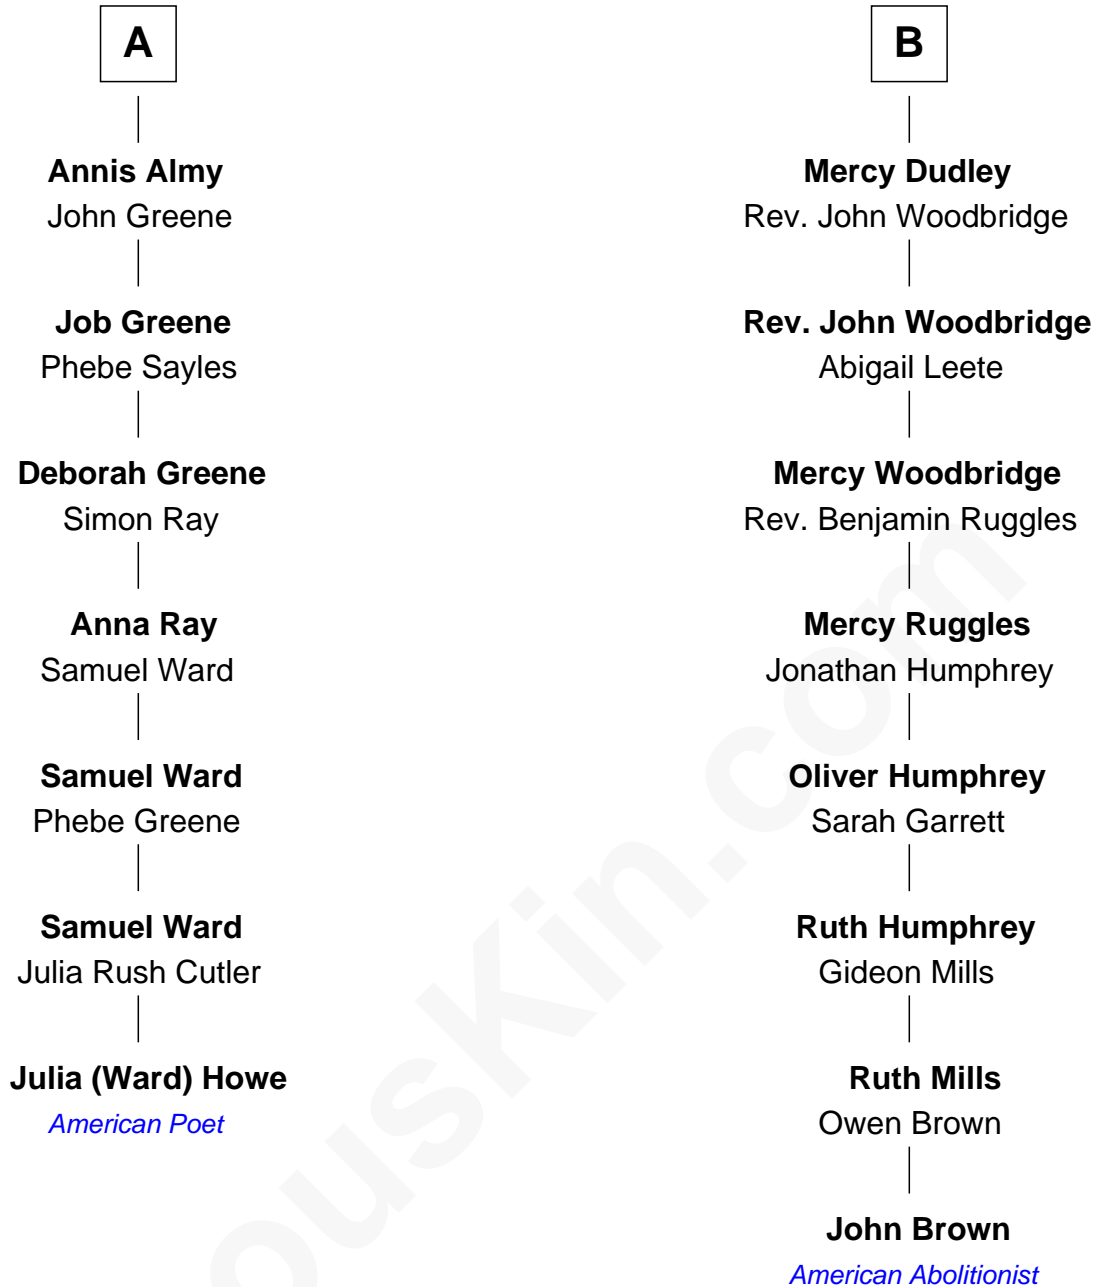 A
Annis Almy
John Greene
Job Greene
Phebe Sayles
Deborah Greene
Simon Ray
Anna Ray
Samuel Ward
Samuel Ward
Phebe Greene
Samuel Ward
Julia Rush Cutler
Julia (Ward) Howe
American Poet
B
Mercy Dudley
Rev. John Woodbridge
Rev. John Woodbridge
Abigail Leete
Mercy Woodbridge
Rev. Benjamin Ruggles
Mercy Ruggles
Jonathan Humphrey
Oliver Humphrey
Sarah Garrett
Ruth Humphrey
Gideon Mills
Ruth Mills
Owen Brown
John Brown
American Abolitionist
ousKin.com